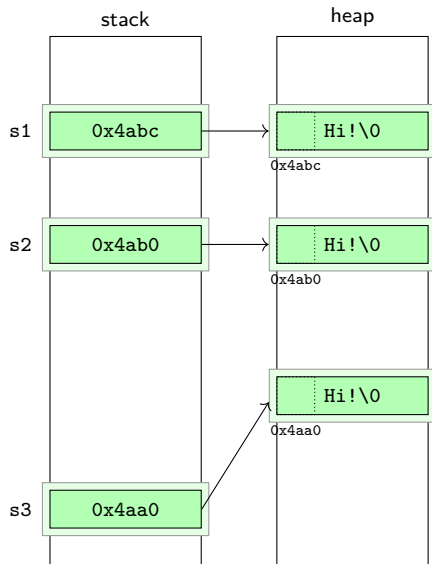 stack heap
s1 0x4abc Hi!\0
0x4abc
s2 0x4ab0 Hi!\0
0x4ab0
Hi!\0
0x4aa0
s3 0x4aa0